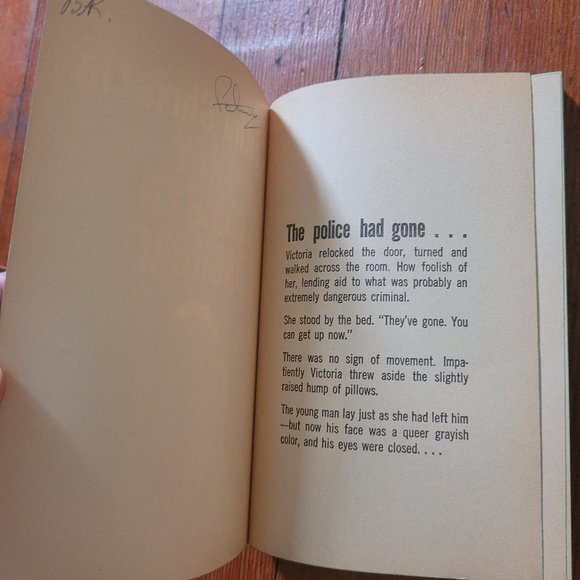 The police had gone . . .
Victoria relocked the door, turned and
walked across the room. How foolish of
her, lending aid to what was probably an
extremely dangerous criminal.
She stood by the bed. “They’ve gone. You
can get up now.”
There was no sign of movement. Impa-
tiently Victoria threw aside the slightly
raised hump of pillows.
The young man lay just as she had left him
—but now his face was a queer grayish
color, and his eyes were closed. . . .